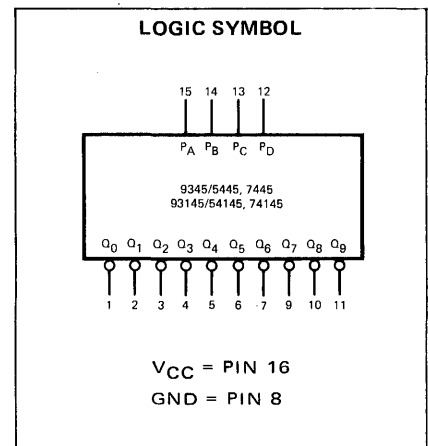 LOGIC SYMBOL
15 14 13 12
PA PB PC PD
9345/5445, 7445
93145/54145, 74145
Q0 Q1 Q2 Q3 Q4 Q5 Q6 Q7 Q8 Q9
1 2 3 4 5 6 7 9 10 11
VCC = PIN 16
GND = PIN 8